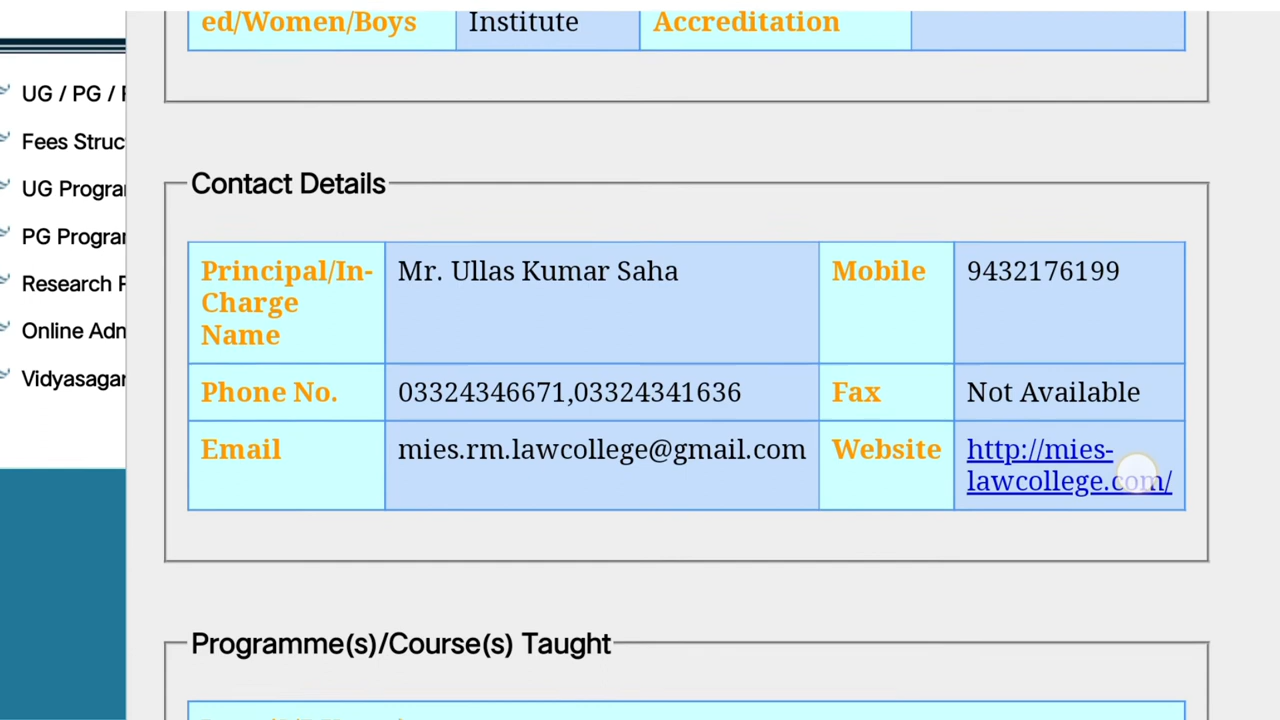 ed/Women/Boys Institute Accreditation
UG / PG /
Fees Struc
UG Progra
PG Progra
Research
Online Adm
Vidyasagar
Contact Details
Principal/In-
Charge
Name
Mr. Ullas Kumar Saha
Mobile
9432176199
Phone No.
03324346671,03324341636
Fax
Not Available
Email
mies.rm.lawcollege@gmail.com
Website
http://mies-
lawcollege.com/
Programme(s)/Course(s) Taught